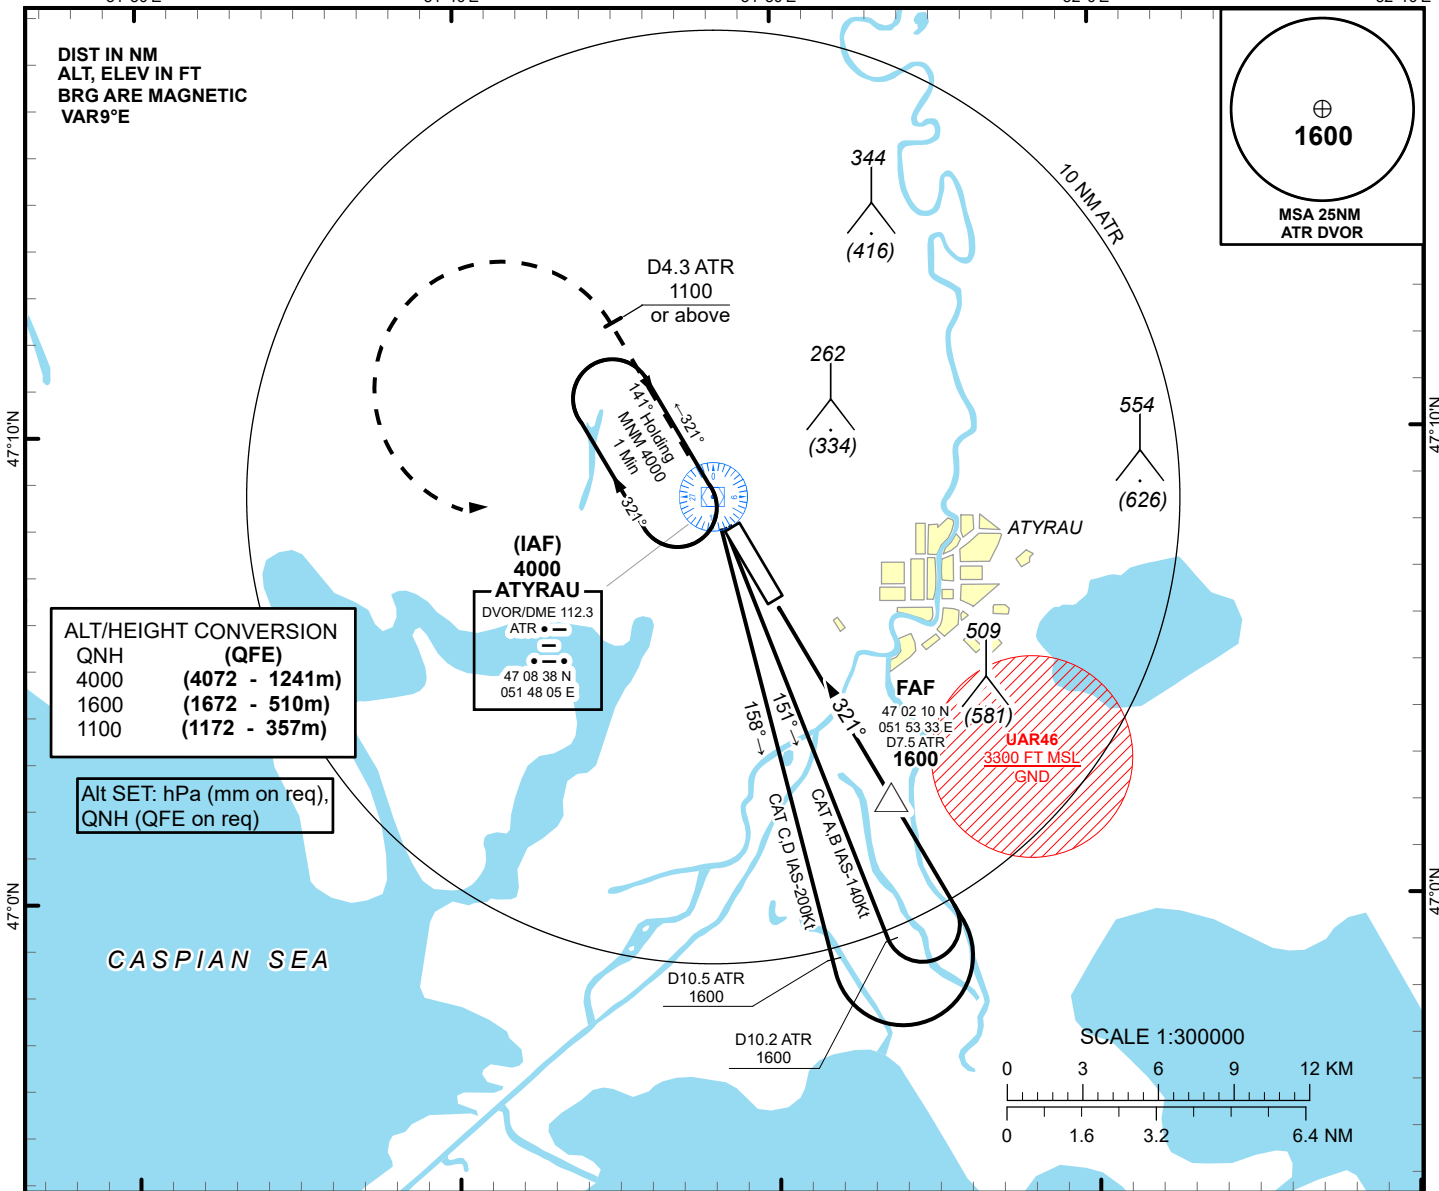 DIST IN NM
ALT, ELEV IN FT
BRG ARE MAGNETIC
VAR9°E
1600
MSA 25NM
ATR DVOR
10 NM ATR
344
(416)
D4.3 ATR
1100
or above
262
(334)
554
(626)
47°10'N
47°10'N
←321°
141° Holding
MNM 4000
1 Min
321°
0
9
27
ATYRAU
(IAF)
4000
ATYRAU
DVOR/DME 112.3
ATR
47 08 38 N
051 48 05 E
ALT/HEIGHT CONVERSION
QNH (QFE)
4000 (4072 - 1241m)
1600 (1672 - 510m)
1100 (1172 - 357m)
Alt SET: hPa (mm on req),
QNH (QFE on req)
509
(581)
FAF
47 02 10 N
051 53 33 E
D7.5 ATR
1600
UAR46
3300 FT MSL
GND
321°
151°→
158°→
CAT A,B IAS-140Kt
CAT C,D IAS-200Kt
47°0'N
47°0'N
CASPIAN SEA
D10.5 ATR
1600
D10.2 ATR
1600
SCALE 1:300000
0 3 6 9 12 KM
0 1.6 3.2 6.4 NM